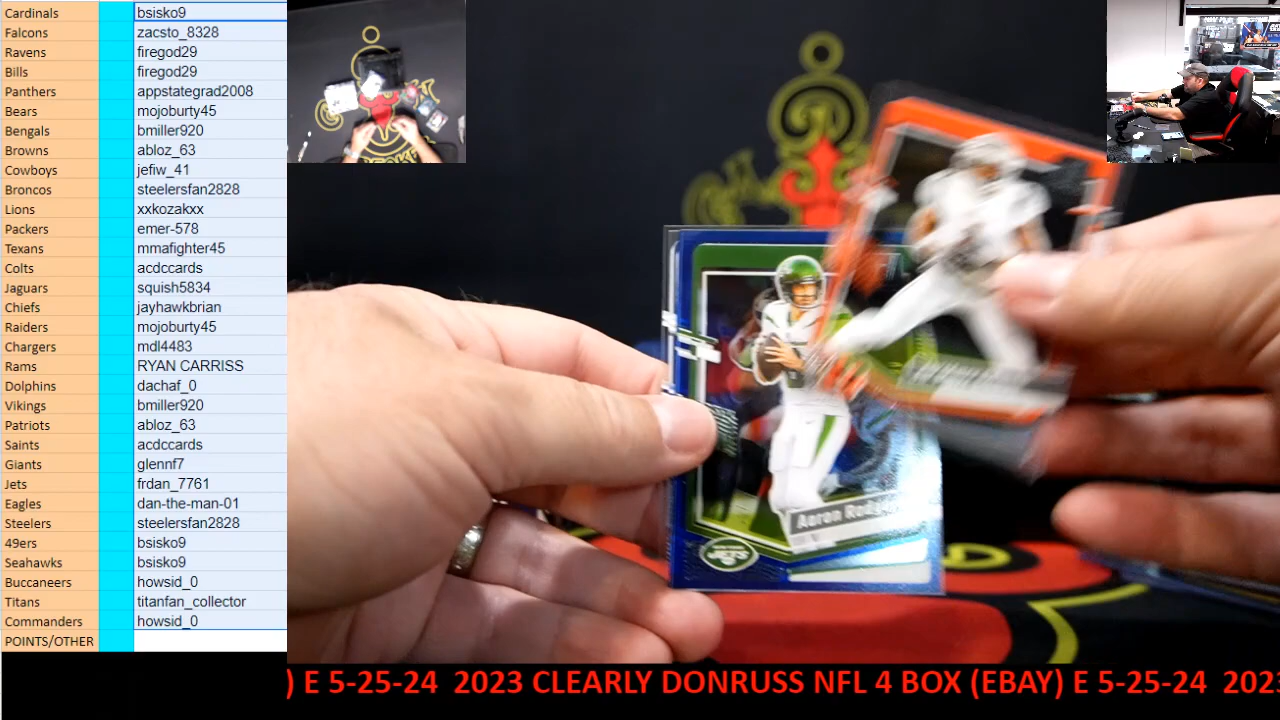 Cardinals bsisko9
Falcons zacsto_8328
Ravens firegod29
Bills firegod29
Panthers appstategrad2008
Bears mojoburty45
Bengals bmiller920
Browns abloz_63
Cowboys jefiw_41
Broncos steelersfan2828
Lions xxkozakxx
Packers emer-578
Texans mmafighter45
Colts acdccards
Jaguars squish5834
Chiefs jayhawkbrian
Raiders mojoburty45
Chargers mdl4483
Rams RYAN CARRISS
Dolphins dachaf_0
Vikings bmiller920
Patriots abloz_63
Saints acdccards
Giants glennf7
Jets frdan_7761
Eagles dan-the-man-01
Steelers steelersfan2828
49ers bsisko9
Seahawks bsisko9
Buccaneers howsid_0
Titans titanfan_collector
Commanders howsid_0
POINTS/OTHER
Aaron
JETS
) E 5-25-24 2023 CLEARLY DONRUSS NFL 4 BOX (EBAY) E 5-25-24 202